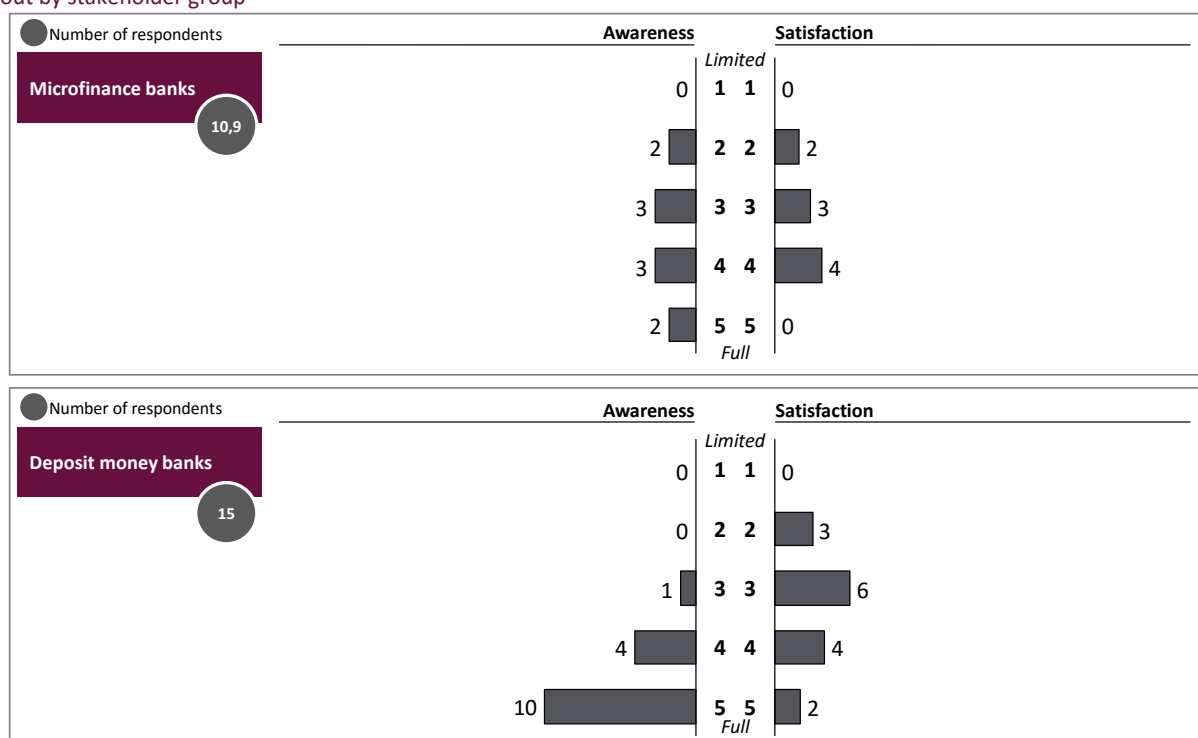 out by stakeholder group
Number of respondents
Awareness Satisfaction
Microfinance banks
10,9
Limited
0 1 1 0
2 2 2 2
3 3 3 3
3 4 4 4
2 5 5 0
Full
Number of respondents
Awareness Satisfaction
Deposit money banks
15
Limited
0 1 1 0
0 2 2 3
1 3 3 6
4 4 4 4
10 5 5 2
Full